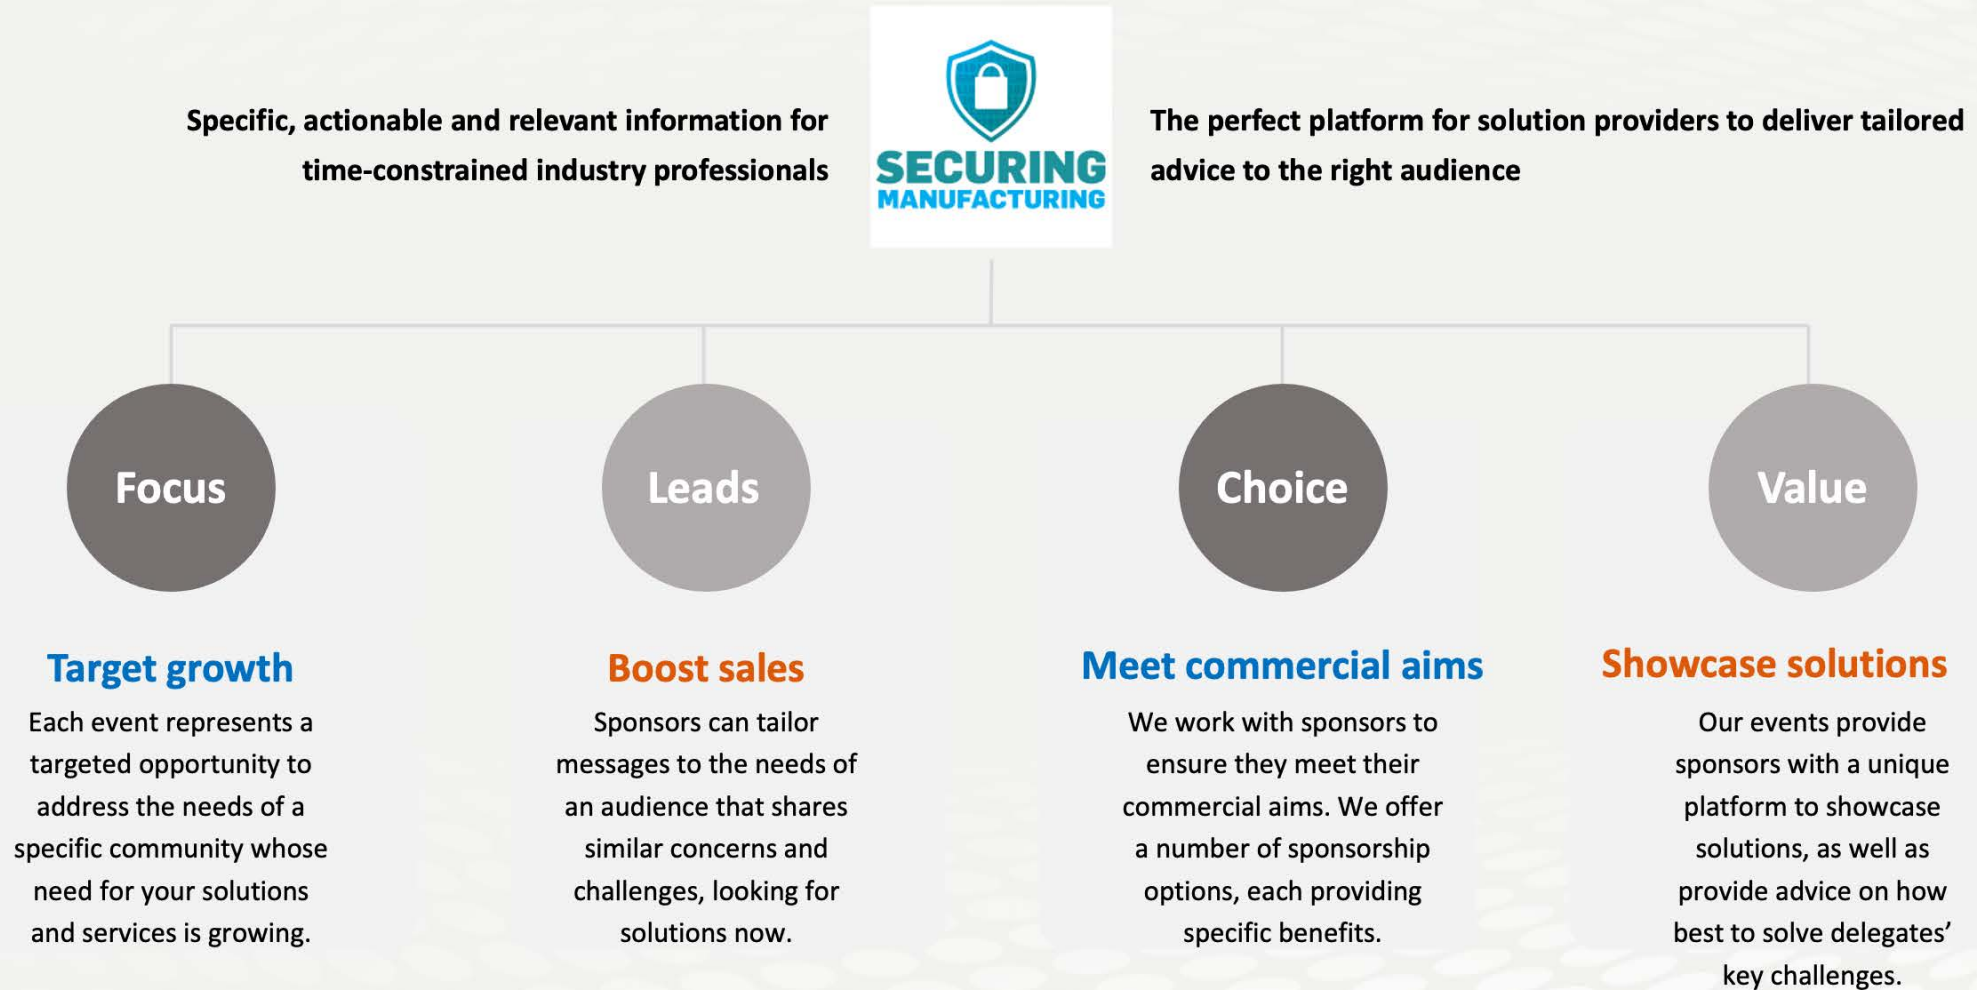 Specific, actionable and relevant information for
time-constrained industry professionals
SECURING
MANUFACTURING
The perfect platform for solution providers to deliver tailored
advice to the right audience
Focus
Target growth
Each event represents a
targeted opportunity to
address the needs of a
specific community whose
need for your solutions
and services is growing.
Leads
Boost sales
Sponsors can tailor
messages to the needs of
an audience that shares
similar concerns and
challenges, looking for
solutions now.
Choice
Meet commercial aims
We work with sponsors to
ensure they meet their
commercial aims. We offer
a number of sponsorship
options, each providing
specific benefits.
Value
Showcase solutions
Our events provide
sponsors with a unique
platform to showcase
solutions, as well as
provide advice on how
best to solve delegates’
key challenges.